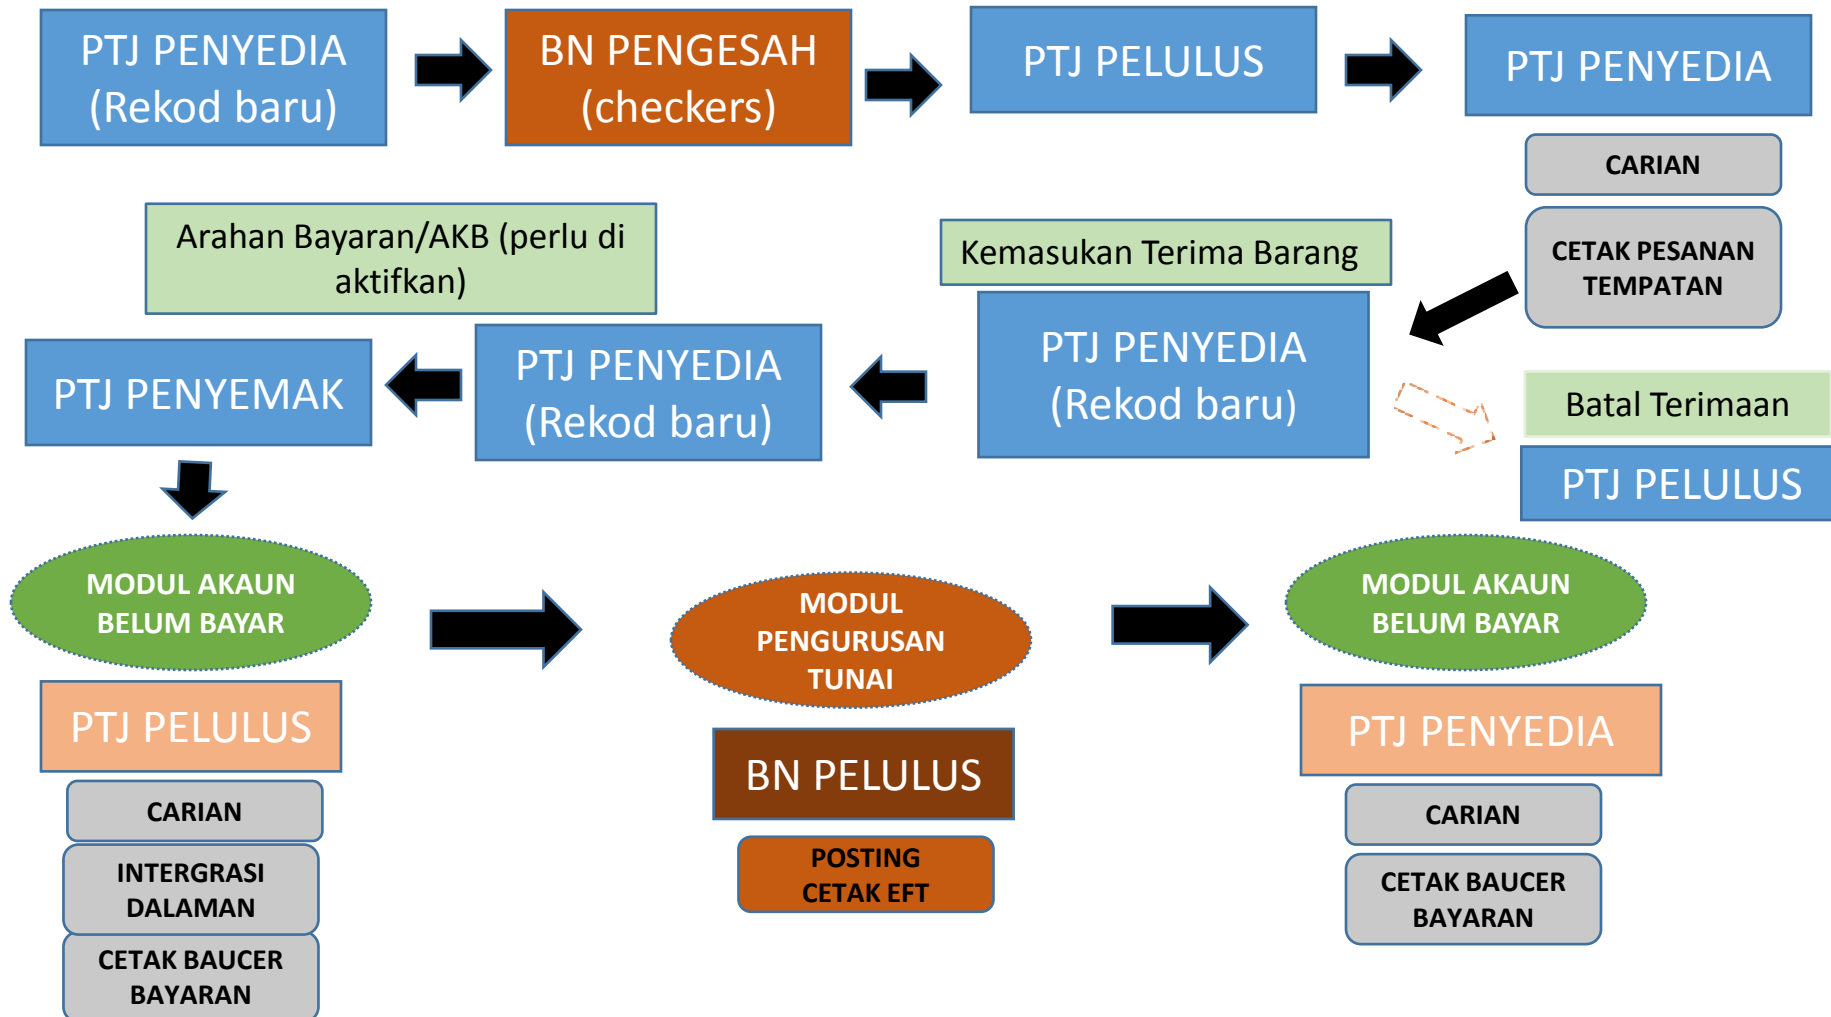 PTJ PENYEDIA
(Rekod baru)
BN PENGESAH
(checkers)
PTJ PELULUS
PTJ PENYEDIA
CARIAN
CETAK PESANAN
TEMPATAN
Kemasukan Terima Barang
PTJ PENYEDIA
(Rekod baru)
Batal Terimaan
PTJ PELULUS
Arahan Bayaran/AKB (perlu di
aktifkan)
PTJ PENYEDIA
(Rekod baru)
PTJ PENYEMAK
MODUL AKAUN
BELUM BAYAR
PTJ PELULUS
CARIAN
INTERGRASI
DALAMAN
CETAK BAUCER
BAYARAN
MODUL
PENGURUSAN
TUNAI
BN PELULUS
POSTING
CETAK EFT
MODUL AKAUN
BELUM BAYAR
PTJ PENYEDIA
CARIAN
CETAK BAUCER
BAYARAN